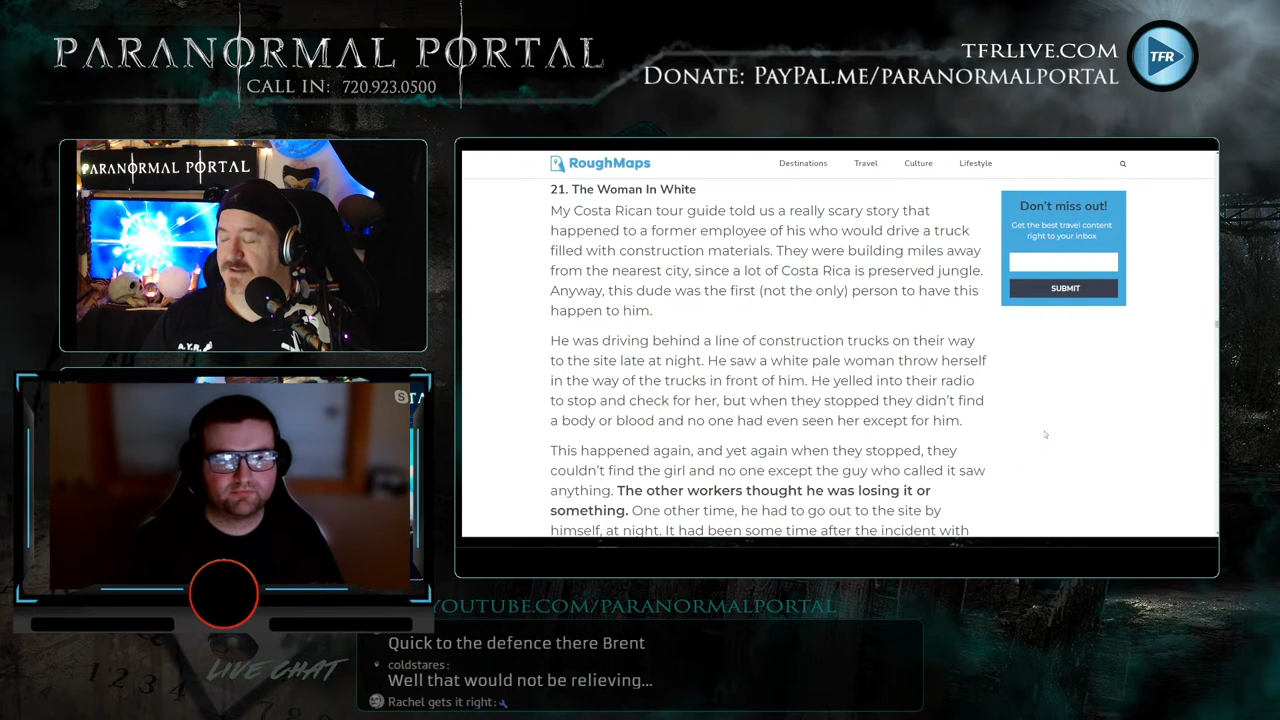 PARANORMAL PORTAL
CALL IN: 720.923.0500
TFRLIVE.COM
DONATE: PAYPAL.ME/PARANORMALPORTAL
TFR
PARANORMAL PORTAL
A.Y.R.
RoughMaps
Destinations
Travel
Culture
Lifestyle
21. The Woman In White
My Costa Rican tour guide told us a really scary story that
happened to a former employee of his who would drive a truck
filled with construction materials. They were building miles away
from the nearest city, since a lot of Costa Rica is preserved jungle.
Anyway, this dude was the first (not the only) person to have this
happen to him.
He was driving behind a line of construction trucks on their way
to the site late at night. He saw a white pale woman throw herself
in the way of the trucks in front of him. He yelled into their radio
to stop and check for her, but when they stopped they didn't find
a body or blood and no one had even seen her except for him.
This happened again, and yet again when they stopped, they
couldn't find the girl and no one except the guy who called it saw
anything. The other workers thought he was losing it or
something. One other time, he had to go out to the site by
himself, at night. It had been some time after the incident with
Don't miss out!
Get the best travel content
right to your inbox
SUBMIT
YOUTUBE.COM/PARANORMALPORTAL
LIVE CHAT
Quick to the defence there Brent
coldstares:
Well that would not be relieving...
Rachel gets it right: